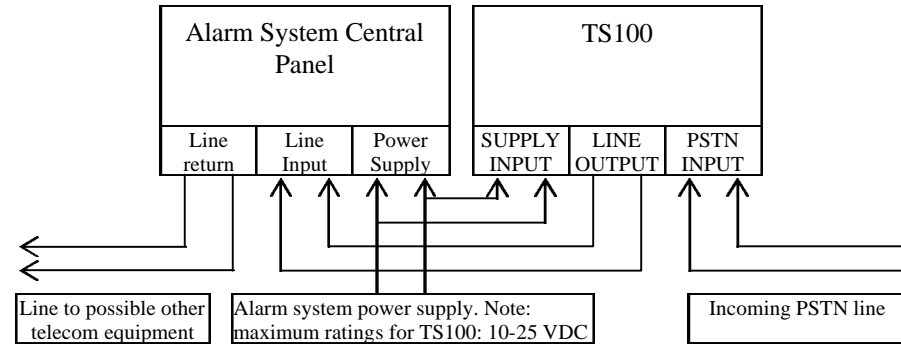 Alarm System Central
Panel
TS100
Line
return
Line
Input
Power
Supply
SUPPLY
INPUT
LINE
OUTPUT
PSTN
INPUT
Line to possible other
telecom equipment
Alarm system power supply. Note:
maximum ratings for TS100: 10-25 VDC
Incoming PSTN line